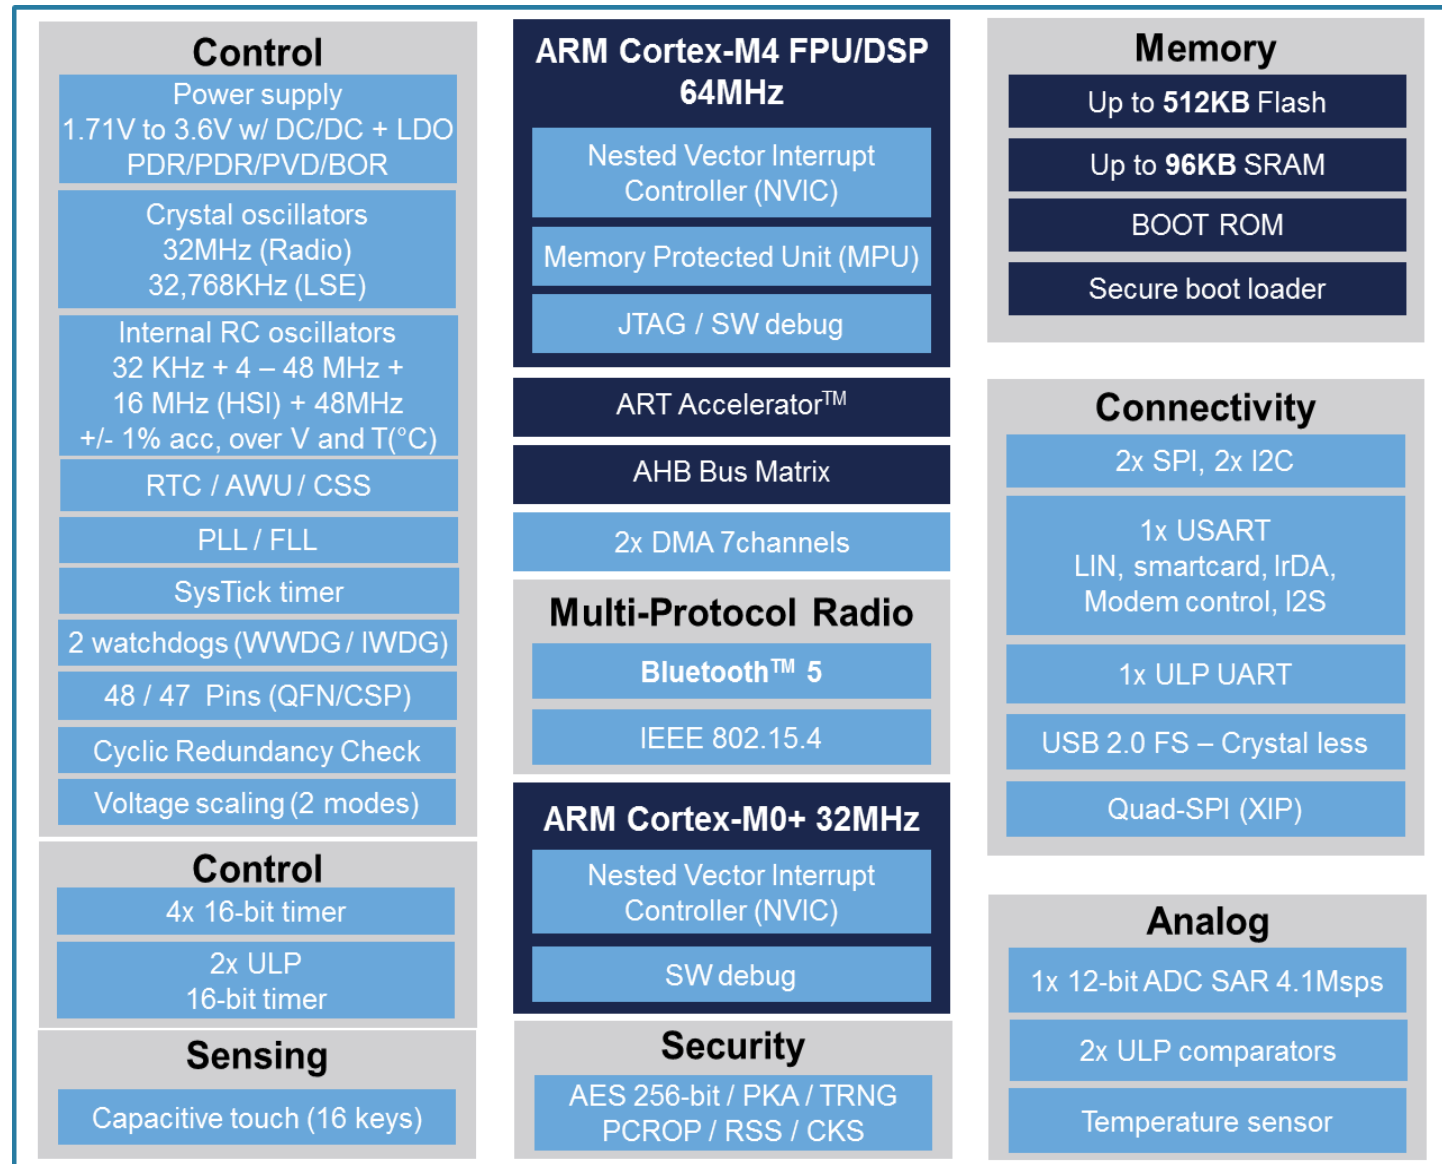 Control
Power supply
1.71V to 3.6V w/ DC/DC + LDO
PDR/PDR/PVD/BOR
Crystal oscillators
32MHz (Radio)
32,768KHz (LSE)
Internal RC oscillators
32 KHz + 4 – 48 MHz +
16 MHz (HSI) + 48MHz
+/- 1% acc, over V and T(°C)
RTC / AWU / CSS
PLL / FLL
SysTick timer
2 watchdogs (WWDG / IWDG)
48 / 47 Pins (QFN/CSP)
Cyclic Redundancy Check
Voltage scaling (2 modes)
Control
4x 16-bit timer
2x ULP
16-bit timer
Sensing
Capacitive touch (16 keys)
ARM Cortex-M4 FPU/DSP
64MHz
Nested Vector Interrupt
Controller (NVIC)
Memory Protected Unit (MPU)
JTAG / SW debug
ART Accelerator™
AHB Bus Matrix
2x DMA 7channels
Multi-Protocol Radio
Bluetooth™ 5
IEEE 802.15.4
ARM Cortex-M0+ 32MHz
Nested Vector Interrupt
Controller (NVIC)
SW debug
Security
AES 256-bit / PKA / TRNG
PCROP / RSS / CKS
Memory
Up to 512KB Flash
Up to 96KB SRAM
BOOT ROM
Secure boot loader
Connectivity
2x SPI, 2x I2C
1x USART
LIN, smartcard, IrDA,
Modem control, I2S
1x ULP UART
USB 2.0 FS – Crystal less
Quad-SPI (XIP)
Analog
1x 12-bit ADC SAR 4.1Msps
2x ULP comparators
Temperature sensor